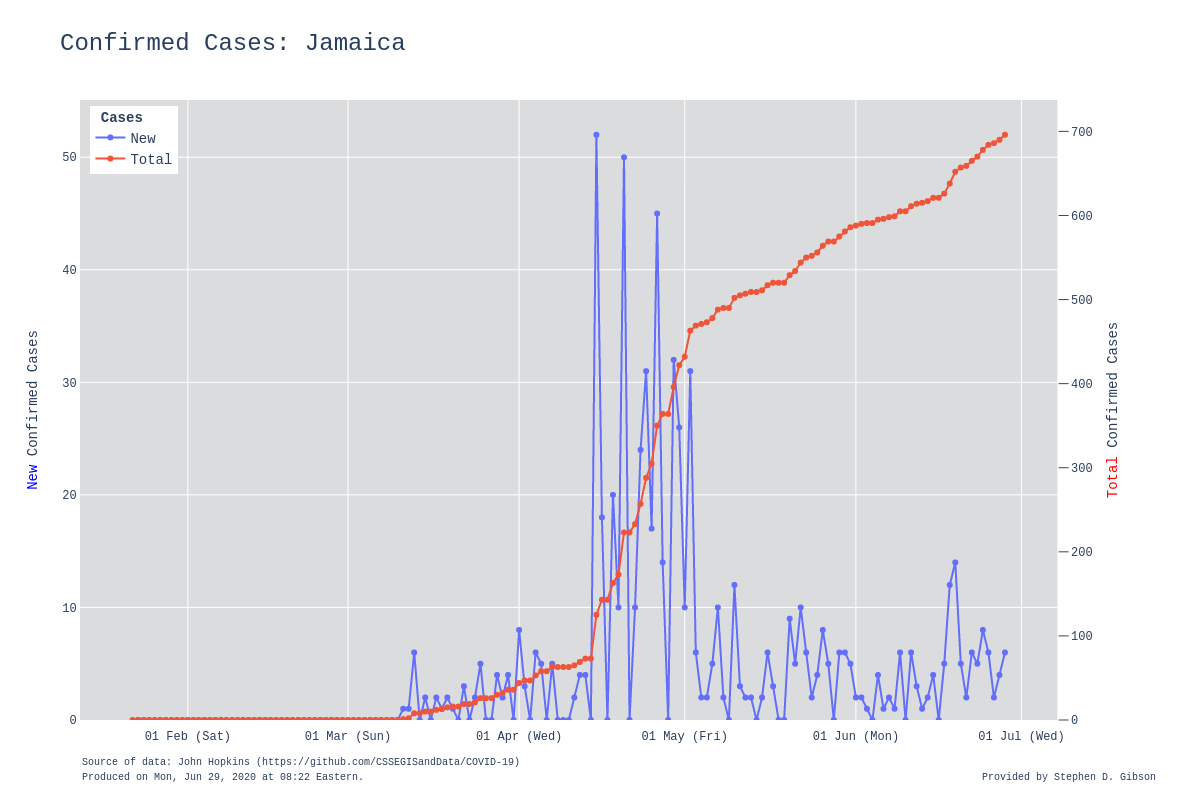 Confirmed Cases: Jamaica
Cases
New
Total
50
40
30
20
10
0
700
600
500
400
300
200
100
0
New Confirmed Cases
Total Confirmed Cases
01 Feb (Sat)
01 Mar (Sun)
01 Apr (Wed)
01 May (Fri)
01 Jun (Mon)
01 Jul (Wed)
Source of data: John Hopkins (https://github.com/CSSEGISandData/COVID-19)
Produced on Mon, Jun 29, 2020 at 08:22 Eastern.
Provided by Stephen D. Gibson